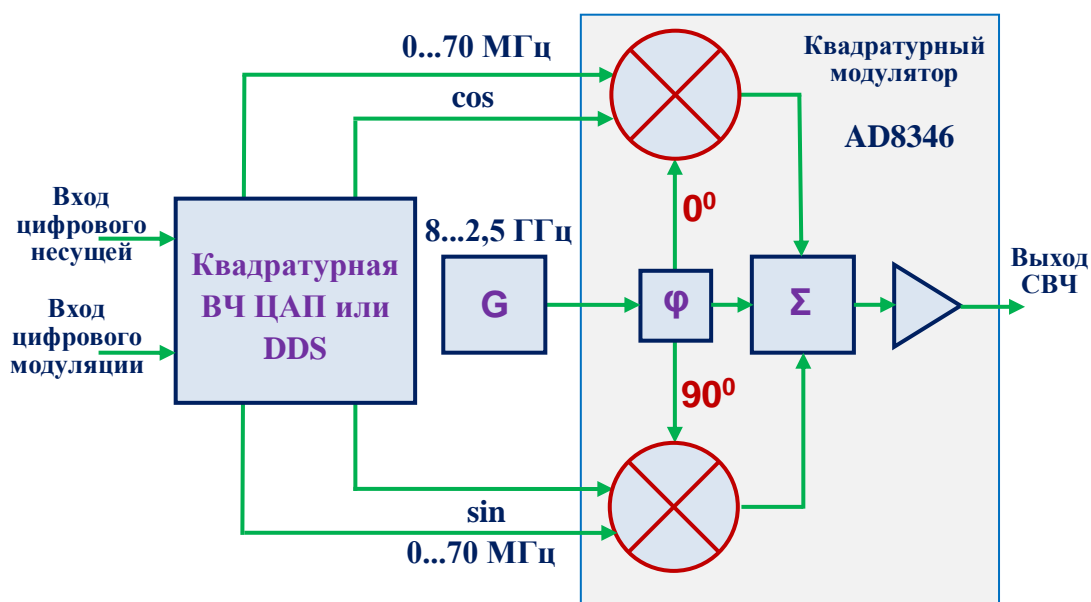 0...70 МГц
cos
Квадратурный
модулятор
AD8346
Вход
цифрового
несущей
Вход
цифрового
модуляции
Квадратурная
ВЧ ЦАП или
DDS
8...2,5 ГГц
G
0⁰
φ
90⁰
Σ
Выход
СВЧ
sin
0...70 МГц